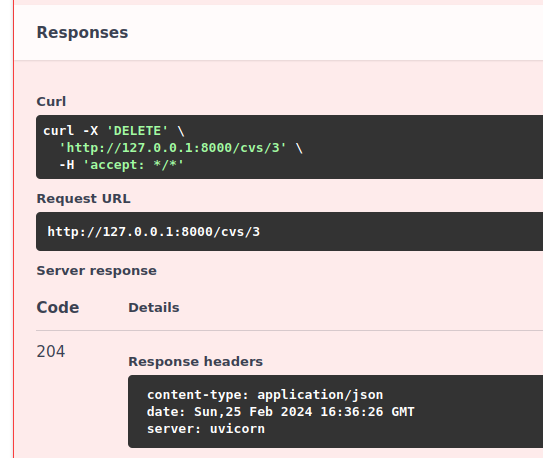 Responses
Curl
curl -X 'DELETE' \
'http://127.0.0.1:8000/cvs/3' \
-H 'accept: */*'
Request URL
http://127.0.0.1:8000/cvs/3
Server response
Code Details
204
Response headers
content-type: application/json
date: Sun,25 Feb 2024 16:36:26 GMT
server: uvicorn